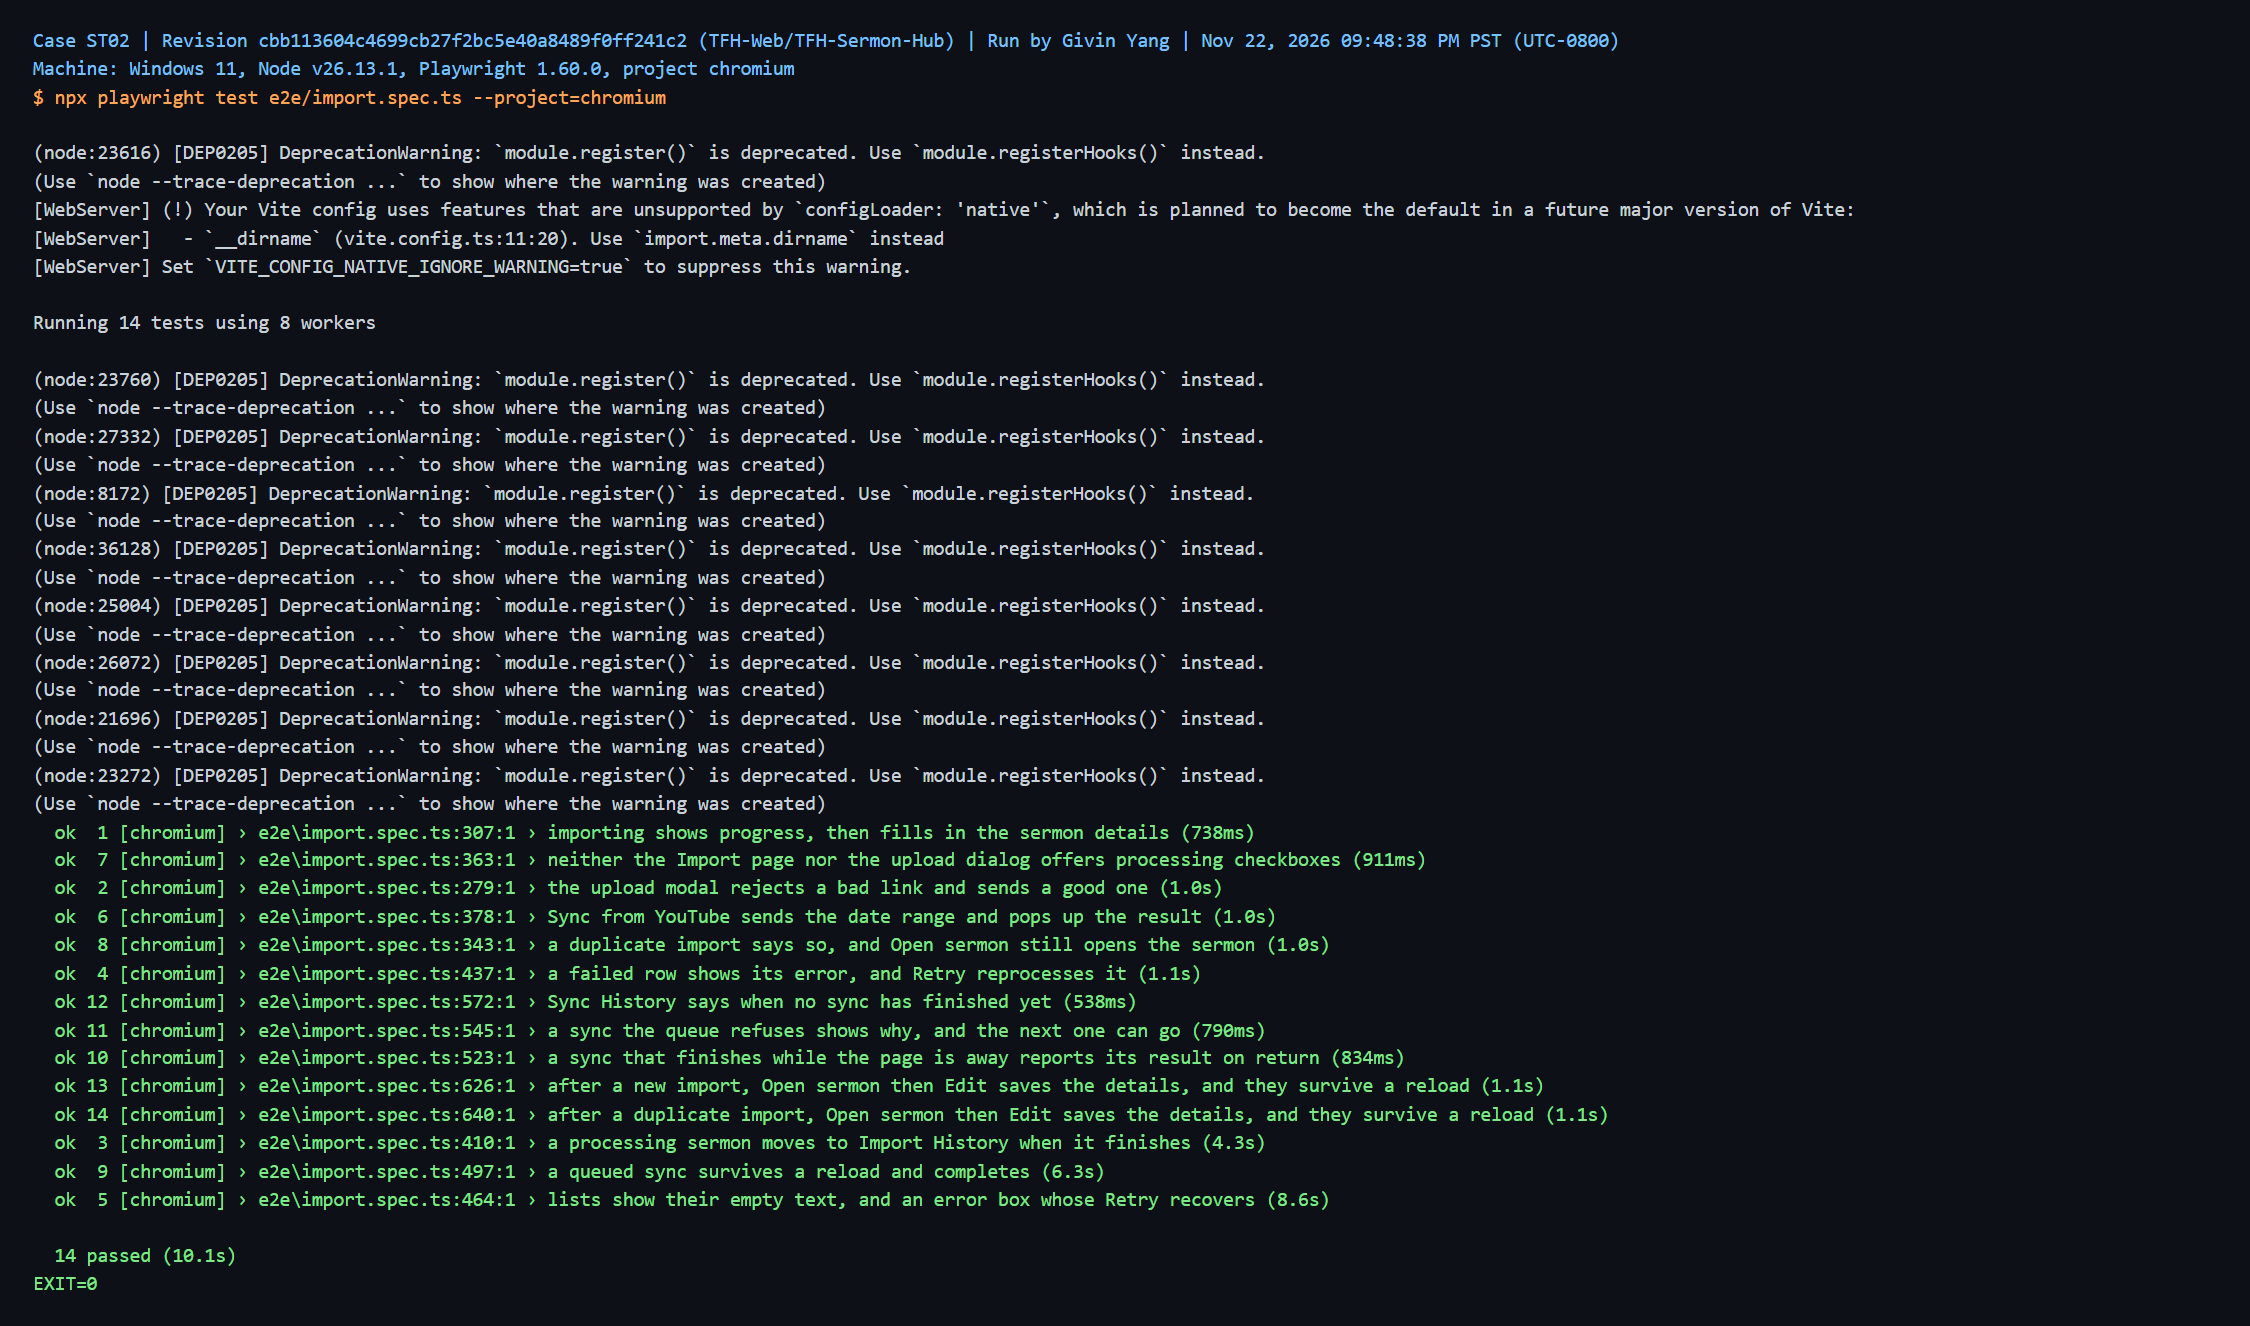 Case ST02 | Revision cbb113604c4699cb27f2bc5e40a8489f0ff241c2 (TFH-Web/TFH-Sermon-Hub) | Run by Givin Yang | Nov 22, 2026 09:48:38 PM PST (UTC-0800)
Machine: Windows 11, Node v26.13.1, Playwright 1.60.0, project chromium
$ npx playwright test e2e/import.spec.ts --project=chromium
(node:23616) [DEP0205] DeprecationWarning: `module.register()` is deprecated. Use `module.registerHooks()` instead.
(Use `node --trace-deprecation ...` to show where the warning was created)
[WebServer] (!) Your Vite config uses features that are unsupported by `configLoader: 'native'`, which is planned to become the default in a future major version of Vite:
[WebServer]   - `__dirname` (vite.config.ts:11:20). Use `import.meta.dirname` instead
[WebServer] Set `VITE_CONFIG_NATIVE_IGNORE_WARNING=true` to suppress this warning.
Running 14 tests using 8 workers
(node:23760) [DEP0205] DeprecationWarning: `module.register()` is deprecated. Use `module.registerHooks()` instead.
(Use `node --trace-deprecation ...` to show where the warning was created)
(node:27332) [DEP0205] DeprecationWarning: `module.register()` is deprecated. Use `module.registerHooks()` instead.
(Use `node --trace-deprecation ...` to show where the warning was created)
(node:8172) [DEP0205] DeprecationWarning: `module.register()` is deprecated. Use `module.registerHooks()` instead.
(Use `node --trace-deprecation ...` to show where the warning was created)
(node:36128) [DEP0205] DeprecationWarning: `module.register()` is deprecated. Use `module.registerHooks()` instead.
(Use `node --trace-deprecation ...` to show where the warning was created)
(node:25004) [DEP0205] DeprecationWarning: `module.register()` is deprecated. Use `module.registerHooks()` instead.
(Use `node --trace-deprecation ...` to show where the warning was created)
(node:26072) [DEP0205] DeprecationWarning: `module.register()` is deprecated. Use `module.registerHooks()` instead.
(Use `node --trace-deprecation ...` to show where the warning was created)
(node:21696) [DEP0205] DeprecationWarning: `module.register()` is deprecated. Use `module.registerHooks()` instead.
(Use `node --trace-deprecation ...` to show where the warning was created)
(node:23272) [DEP0205] DeprecationWarning: `module.register()` is deprecated. Use `module.registerHooks()` instead.
(Use `node --trace-deprecation ...` to show where the warning was created)
  ok  1 [chromium] › e2e\import.spec.ts:307:1 › importing shows progress, then fills in the sermon details (738ms)
  ok  7 [chromium] › e2e\import.spec.ts:363:1 › neither the Import page nor the upload dialog offers processing checkboxes (911ms)
  ok  2 [chromium] › e2e\import.spec.ts:279:1 › the upload modal rejects a bad link and sends a good one (1.0s)
  ok  6 [chromium] › e2e\import.spec.ts:378:1 › Sync from YouTube sends the date range and pops up the result (1.0s)
  ok  8 [chromium] › e2e\import.spec.ts:343:1 › a duplicate import says so, and Open sermon still opens the sermon (1.0s)
  ok  4 [chromium] › e2e\import.spec.ts:437:1 › a failed row shows its error, and Retry reprocesses it (1.1s)
  ok 12 [chromium] › e2e\import.spec.ts:572:1 › Sync History says when no sync has finished yet (538ms)
  ok 11 [chromium] › e2e\import.spec.ts:545:1 › a sync the queue refuses shows why, and the next one can go (790ms)
  ok 10 [chromium] › e2e\import.spec.ts:523:1 › a sync that finishes while the page is away reports its result on return (834ms)
  ok 13 [chromium] › e2e\import.spec.ts:626:1 › after a new import, Open sermon then Edit saves the details, and they survive a reload (1.1s)
  ok 14 [chromium] › e2e\import.spec.ts:640:1 › after a duplicate import, Open sermon then Edit saves the details, and they survive a reload (1.1s)
  ok  3 [chromium] › e2e\import.spec.ts:410:1 › a processing sermon moves to Import History when it finishes (4.3s)
  ok  9 [chromium] › e2e\import.spec.ts:497:1 › a queued sync survives a reload and completes (6.3s)
  ok  5 [chromium] › e2e\import.spec.ts:464:1 › lists show their empty text, and an error box whose Retry recovers (8.6s)
  14 passed (10.1s)
EXIT=0